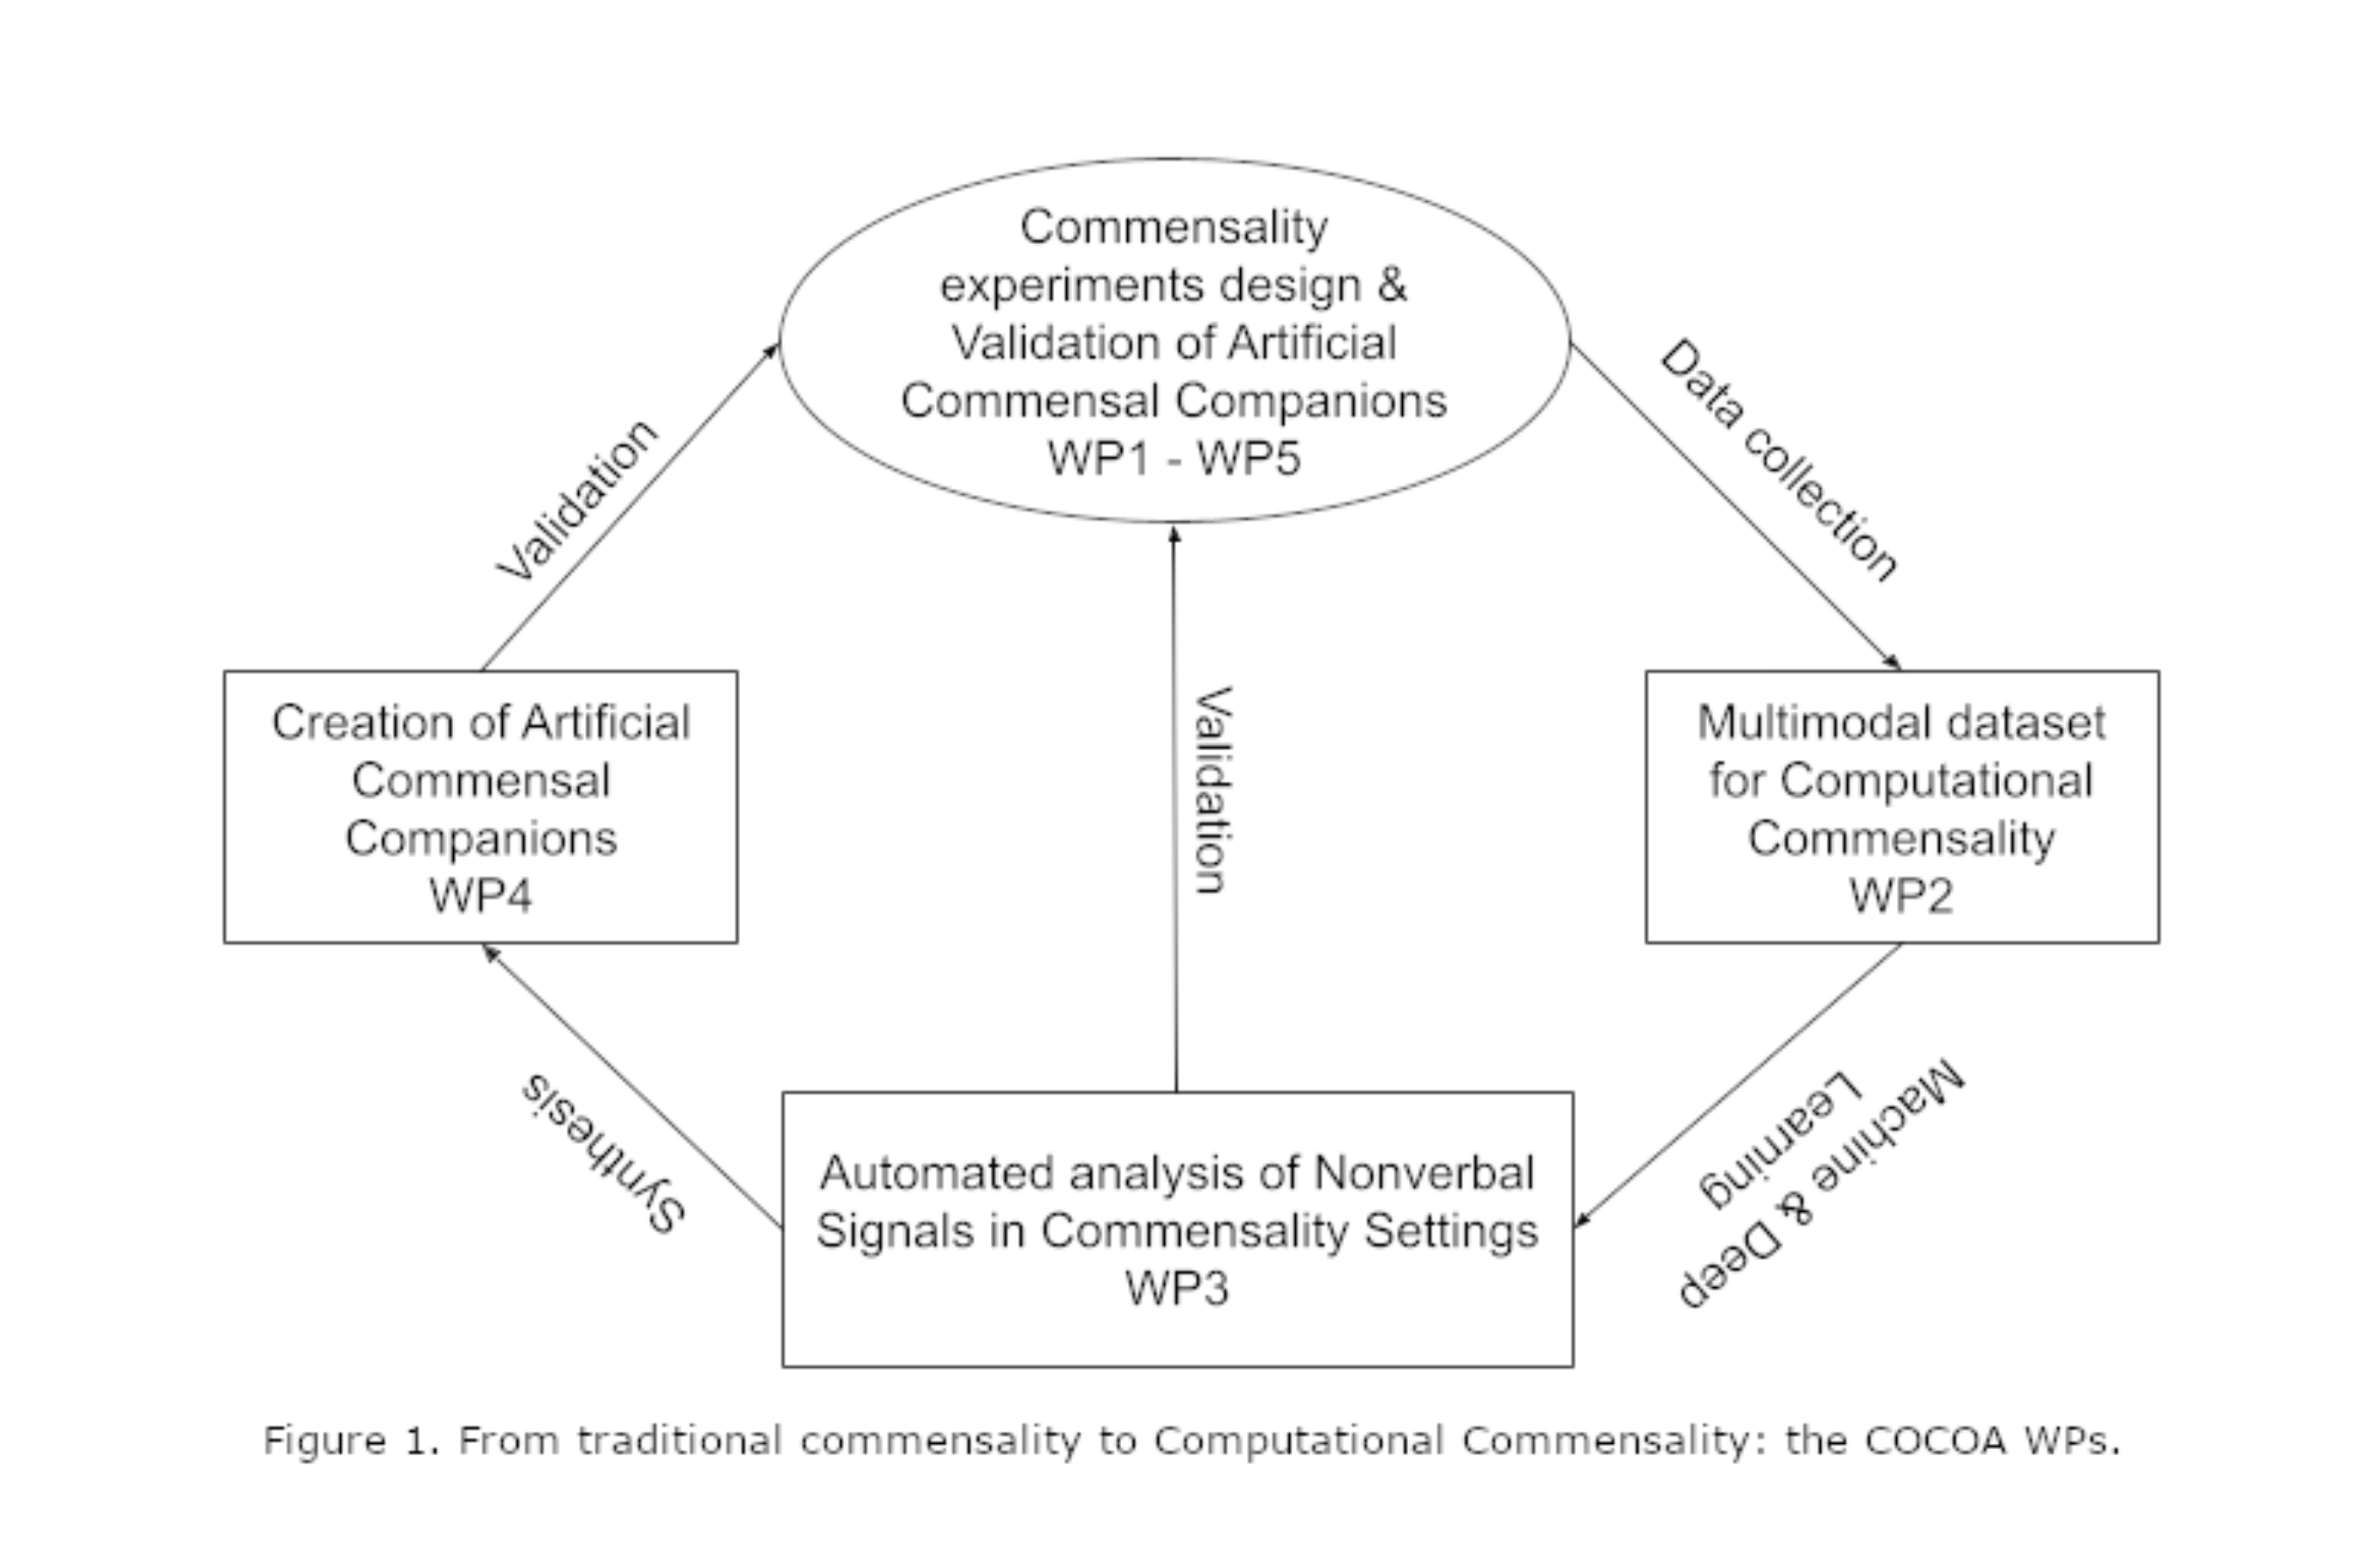 Commensality
experiments design &
Validation of Artificial
Commensal Companions
WP1 - WP5
Validation
Data collection
Creation of Artificial
Commensal
Companions
WP4
Validation
Multimodal dataset
for Computational
Commensality
WP2
Synthesis
Automated analysis of Nonverbal
Signals in Commensality Settings
WP3
Machine & Deep
Learning
Figure 1. From traditional commensality to Computational Commensality: the COCOA WPs.